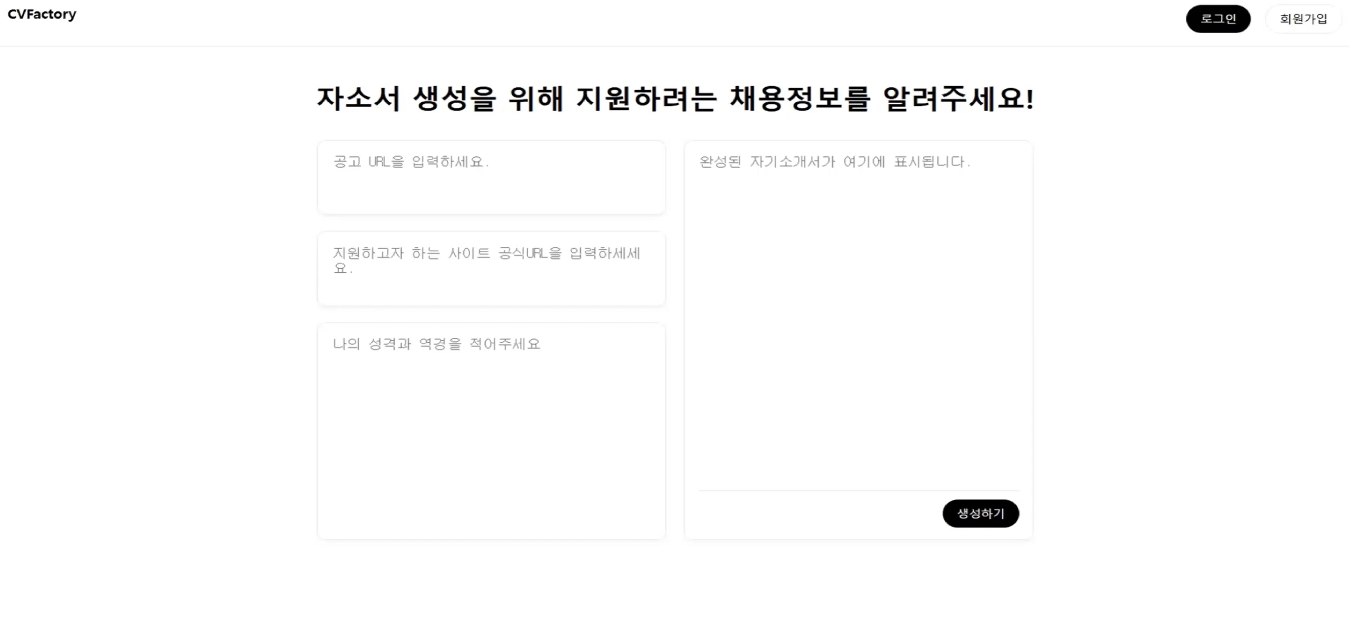 CVFactory
로그인
회원가입
자소서 생성을 위해 지원하려는 채용정보를 알려주세요!
공고 URL을 입력하세요.
지원하고자 하는 사이트 공식URL을 입력하세세
요.
나의 성격과 역경을 적어주세요
완성된 자기소개서가 여기에 표시됩니다.
생성하기